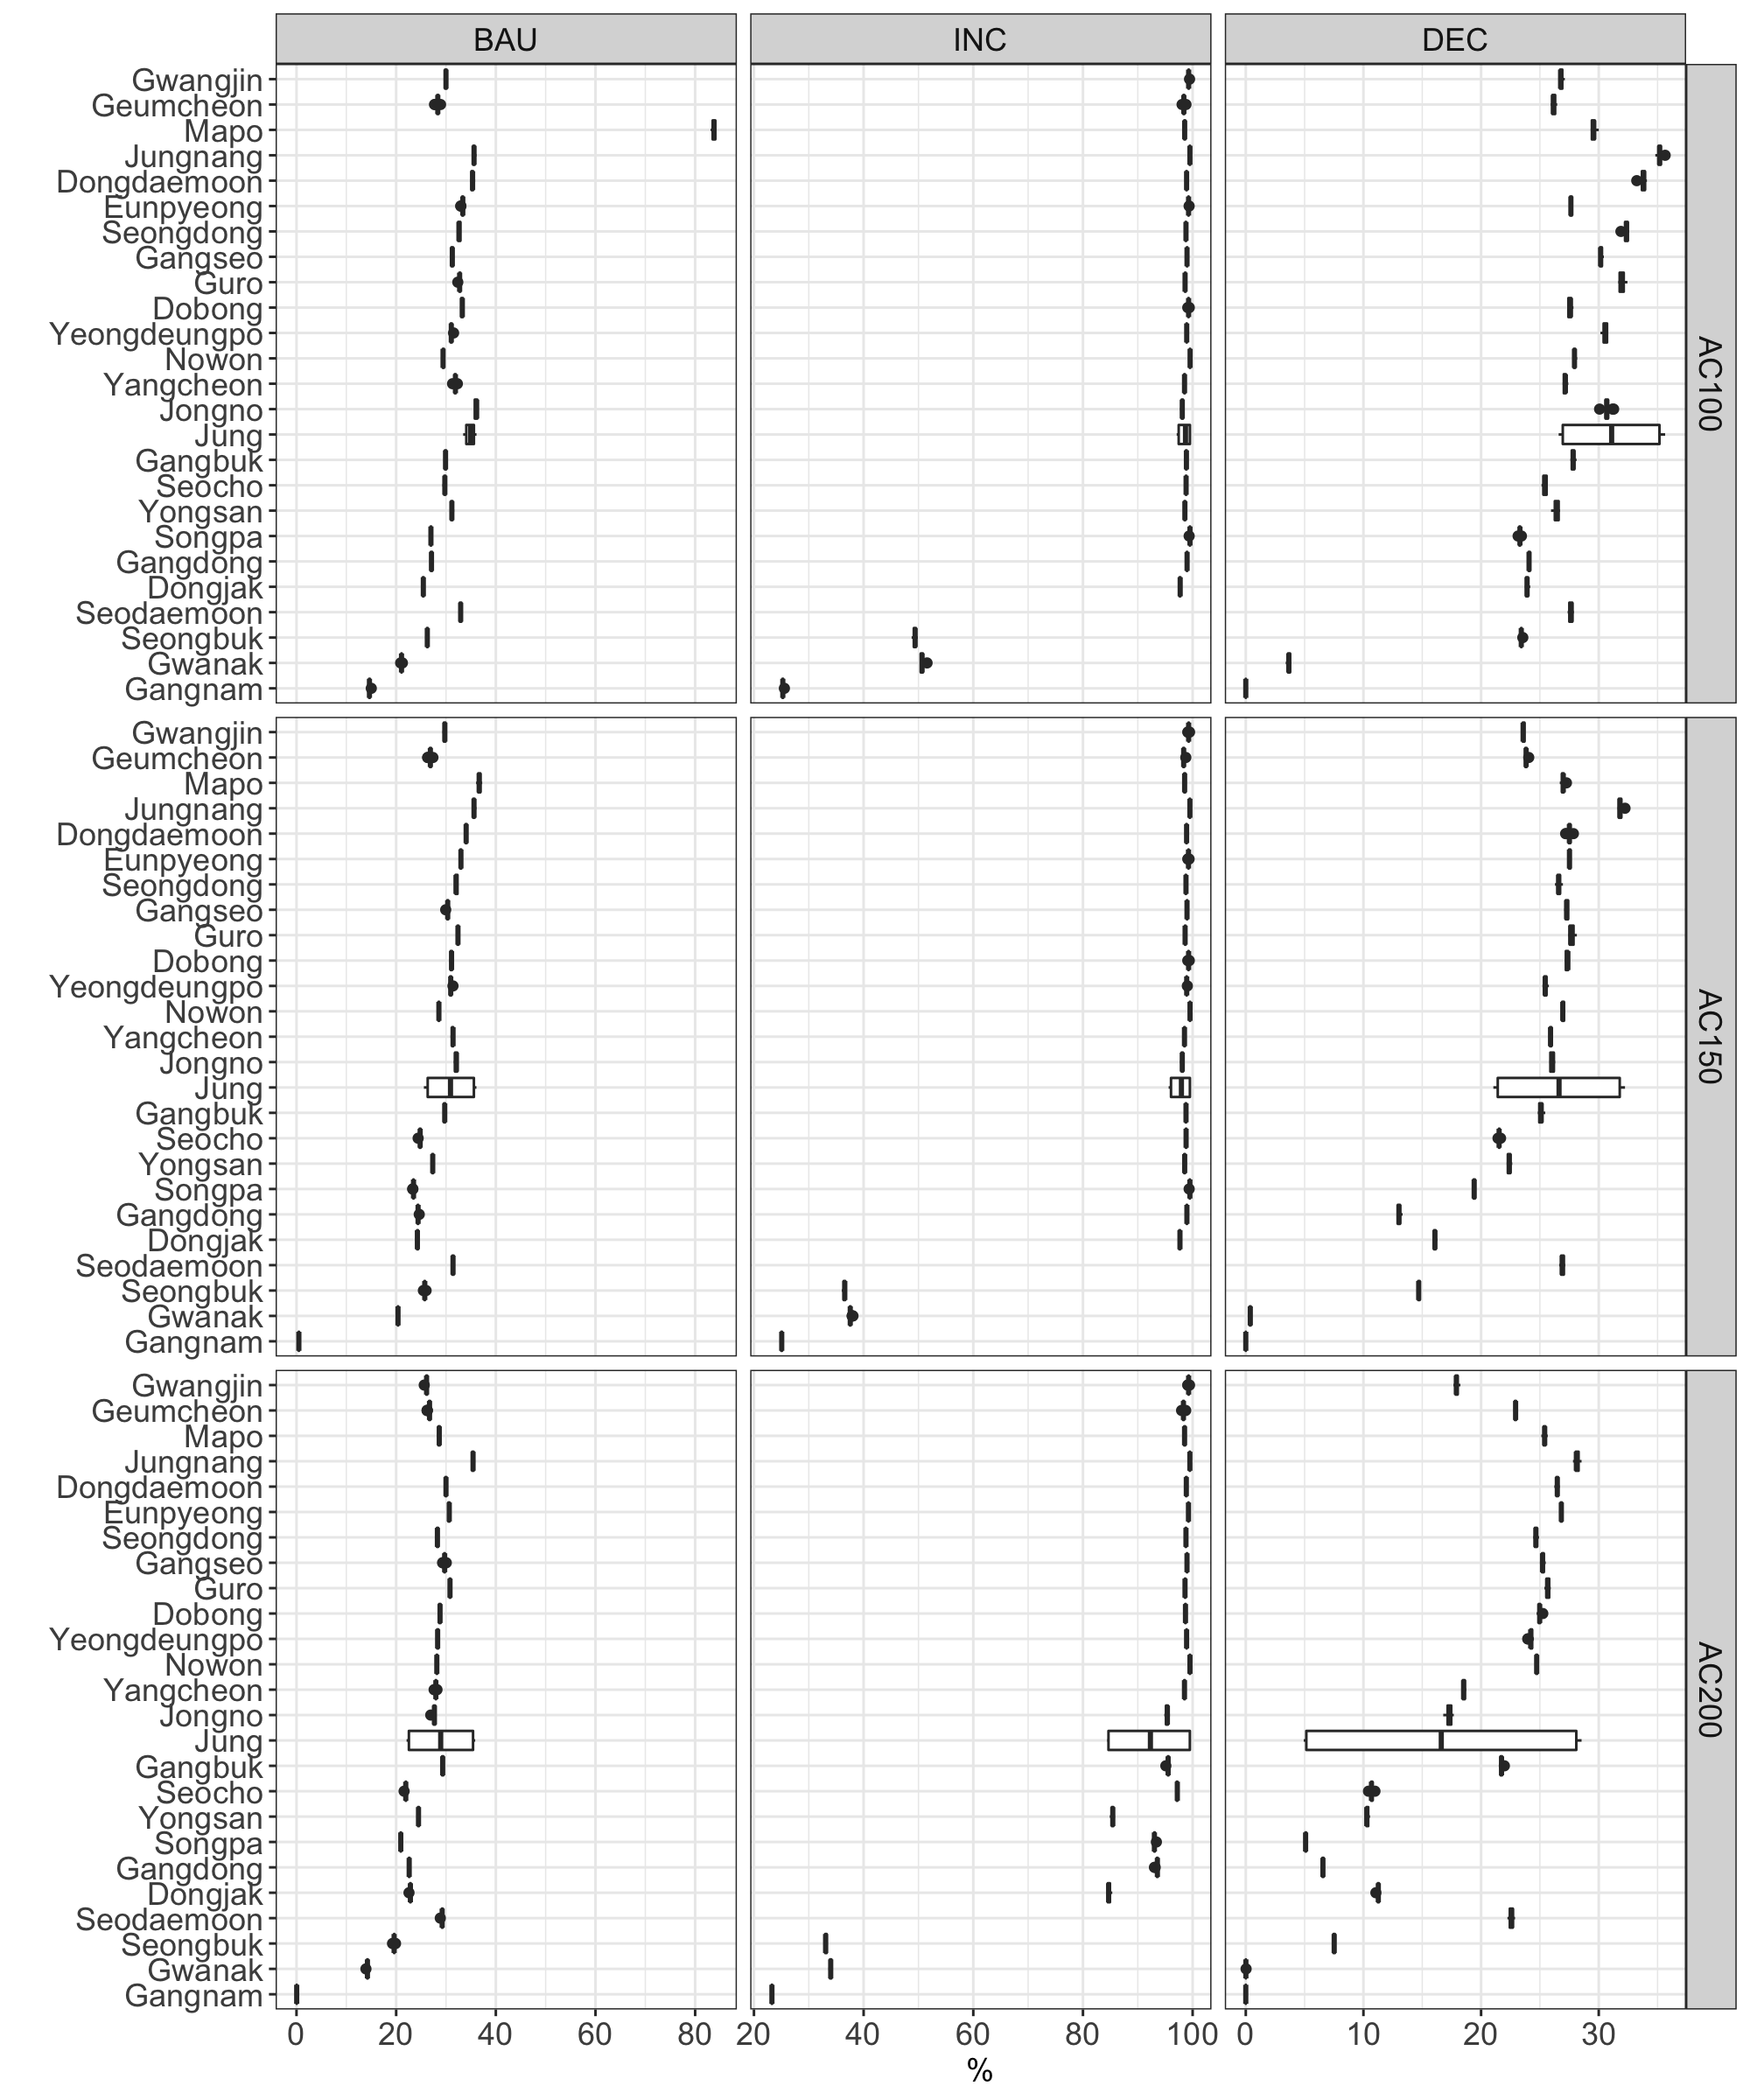 BAU INC DEC
Gwangjin
Geumcheon
Mapo
Jungnang
Dongdaemoon
Eunpyeong
Seongdong
Gangseo
Guro
Dobong
Yeongdeungpo
Nowon
Yangcheon
Jongno
Jung
Gangbuk
Seocho
Yongsan
Songpa
Gangdong
Dongjak
Seodaemoon
Seongbuk
Gwanak
Gangnam
AC100
Gwangjin
Geumcheon
Mapo
Jungnang
Dongdaemoon
Eunpyeong
Seongdong
Gangseo
Guro
Dobong
Yeongdeungpo
Nowon
Yangcheon
Jongno
Jung
Gangbuk
Seocho
Yongsan
Songpa
Gangdong
Dongjak
Seodaemoon
Seongbuk
Gwanak
Gangnam
AC150
Gwangjin
Geumcheon
Mapo
Jungnang
Dongdaemoon
Eunpyeong
Seongdong
Gangseo
Guro
Dobong
Yeongdeungpo
Nowon
Yangcheon
Jongno
Jung
Gangbuk
Seocho
Yongsan
Songpa
Gangdong
Dongjak
Seodaemoon
Seongbuk
Gwanak
Gangnam
AC200
0 20 40 60 80 20 40 60 80 100 0 10 20 30
%